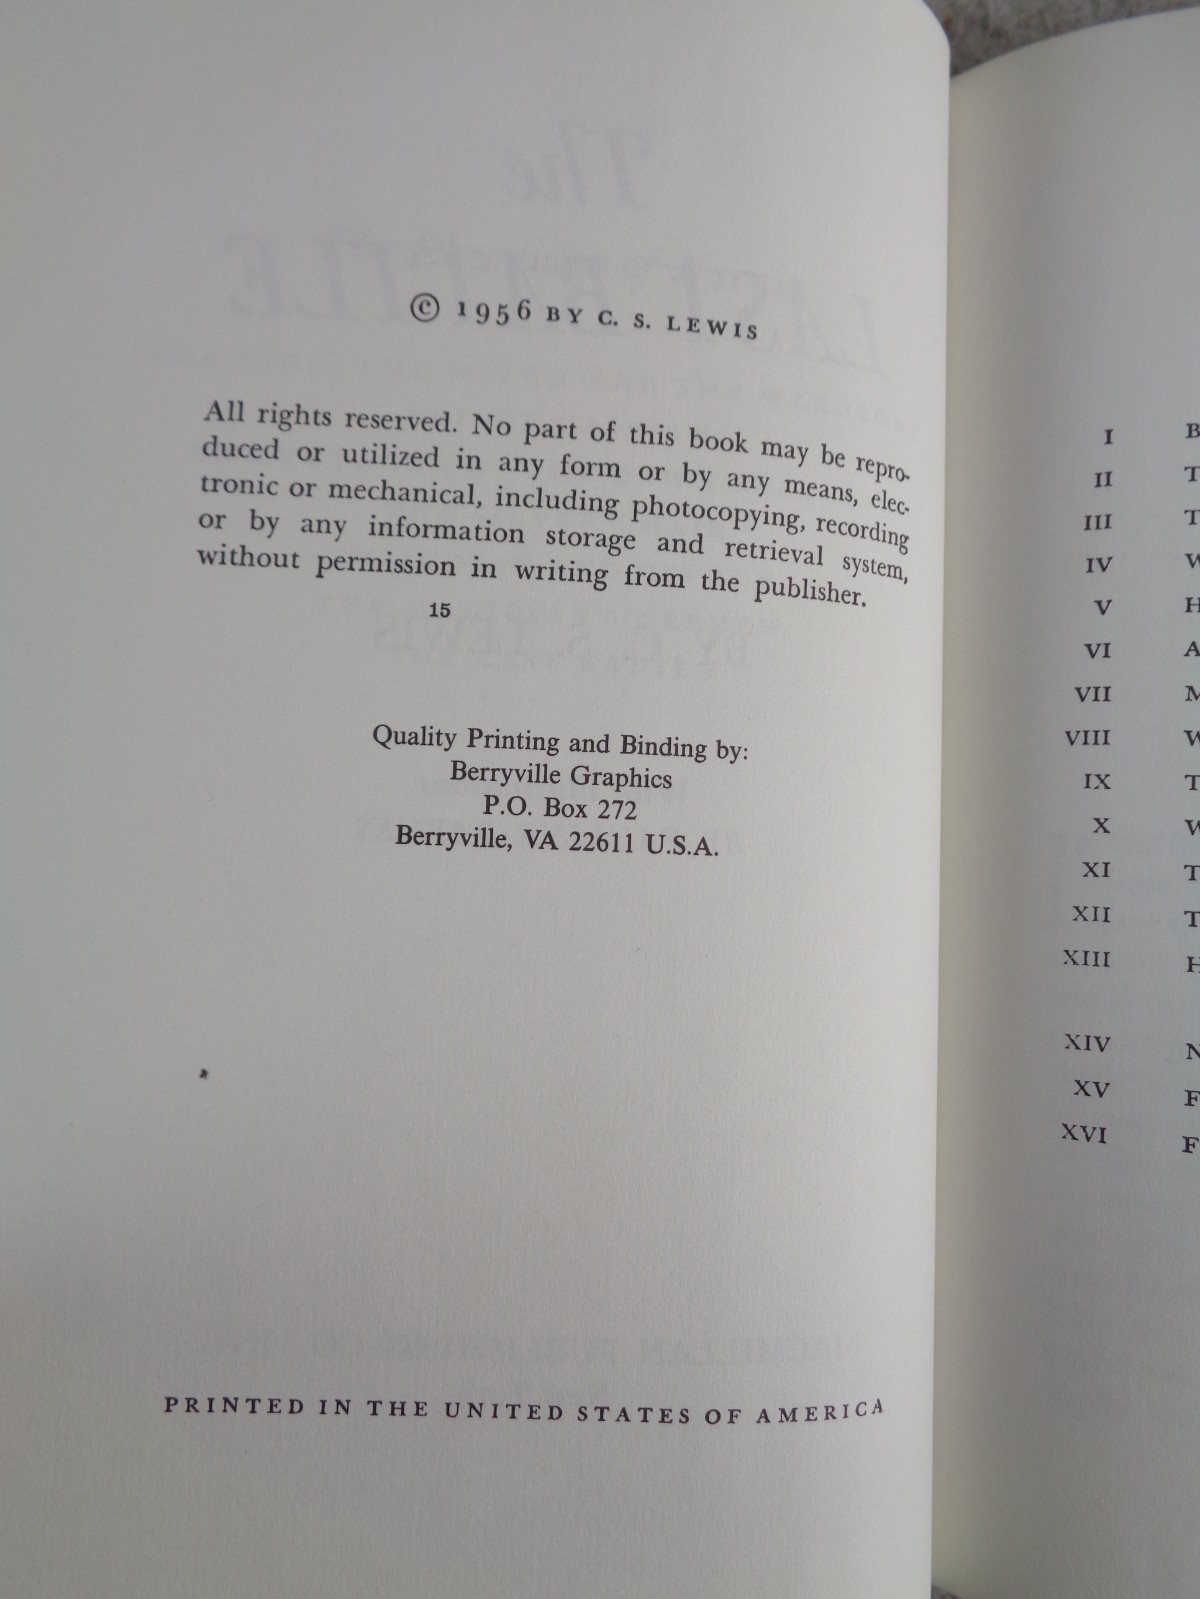 © 1956 BY C. S. LEWIS
All rights reserved. No part of this book may be repro-
duced or utilized in any form or by any means, elec-
tronic or mechanical, including photocopying, recording
or by any information storage and retrieval system,
without permission in writing from the publisher.
15
Quality Printing and Binding by:
Berryville Graphics
P.O. Box 272
Berryville, VA 22611 U.S.A.
PRINTED IN THE UNITED STATES OF AMERICA
I B
II T
III T
IV W
V H
VI A
VII M
VIII W
IX T
X W
XI T
XII T
XIII H
XIV N
XV F
XVI F